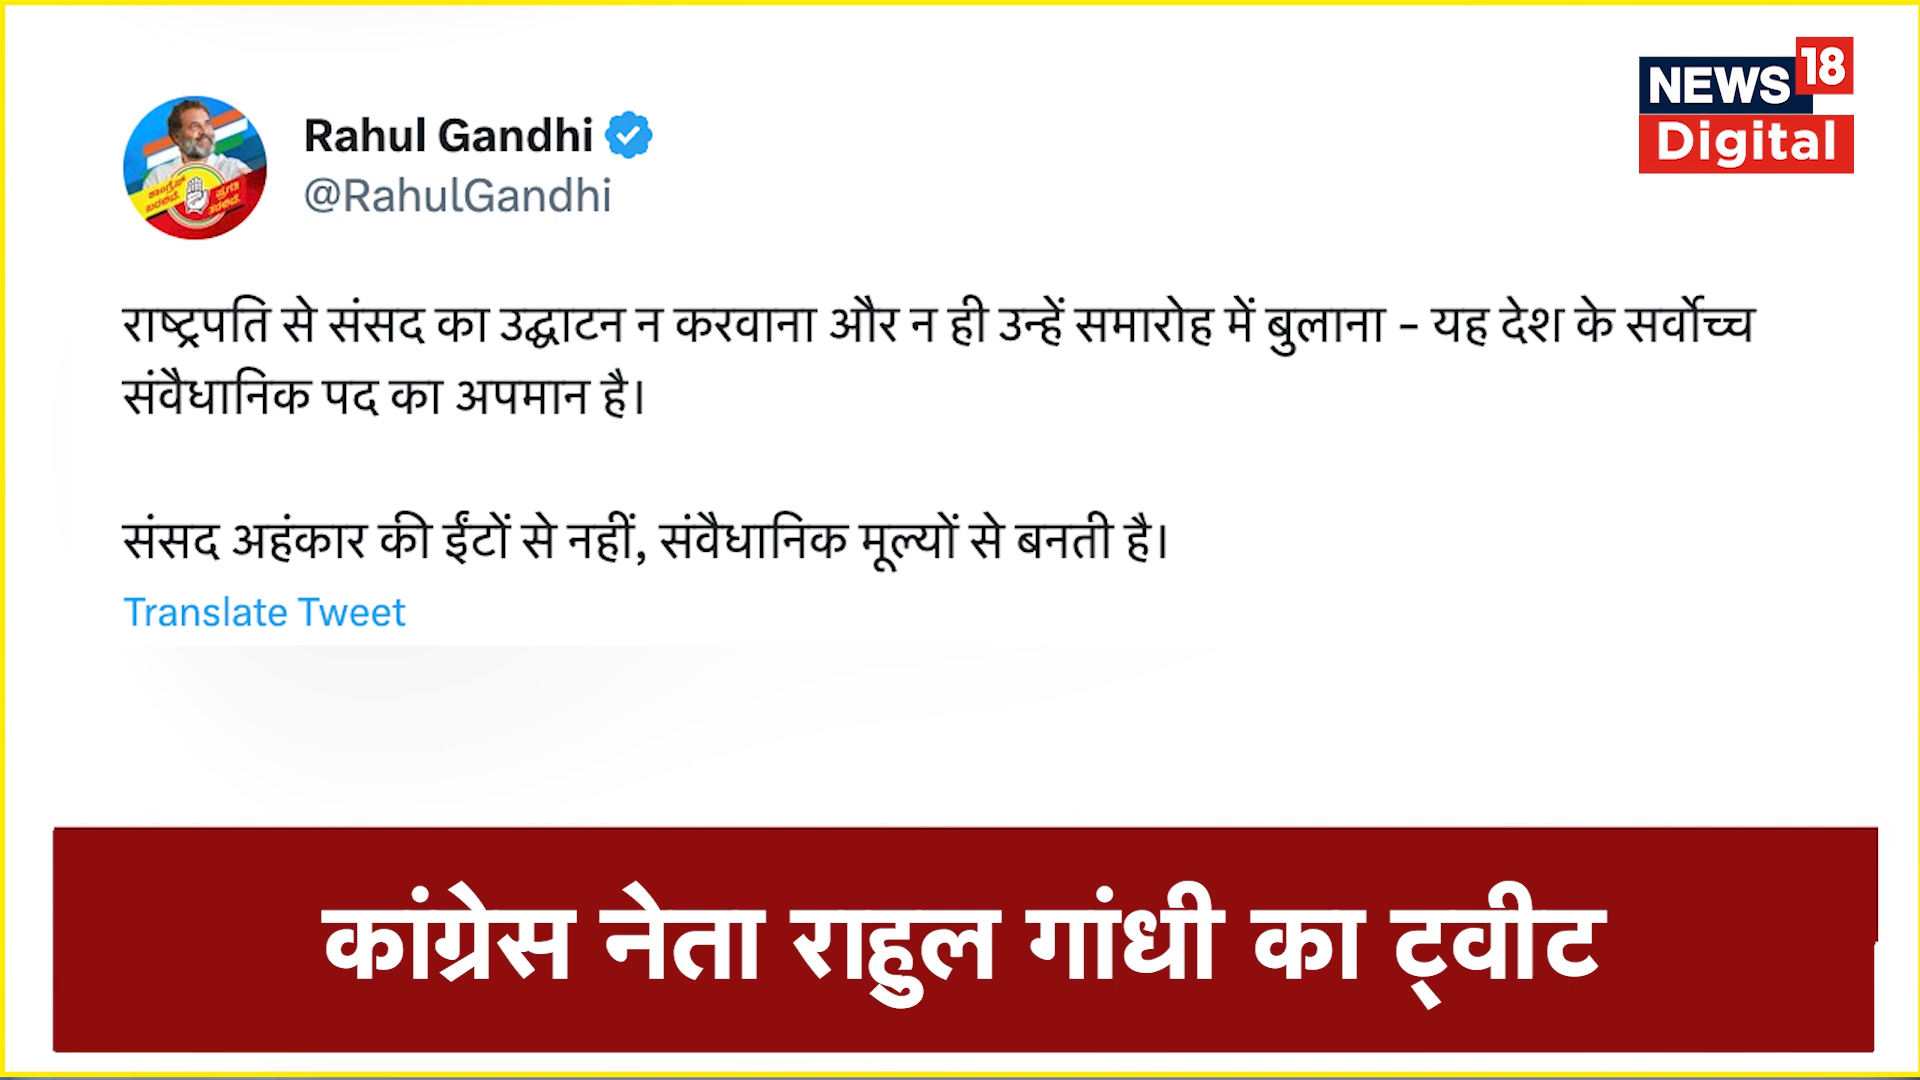 NEWS 18
Digital
Rahul Gandhi
@RahulGandhi
राष्ट्रपति से संसद का उद्घाटन न करवाना और न ही उन्हें समारोह में बुलाना - यह देश के सर्वोच्च
संवैधानिक पद का अपमान है।
संसद अहंकार की ईंटों से नहीं, संवैधानिक मूल्यों से बनती है।
Translate Tweet
कांग्रेस नेता राहुल गांधी का ट्वीट